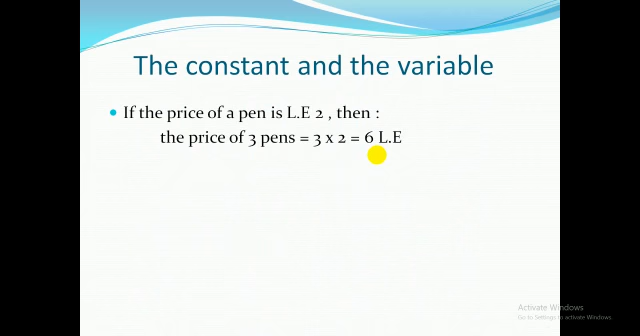 The constant and the variable
If the price of a pen is L.E 2 , then :
the price of 3 pens = 3 x 2 = 6 L.E
Activate Windows
Go to Settings to activate Windows.